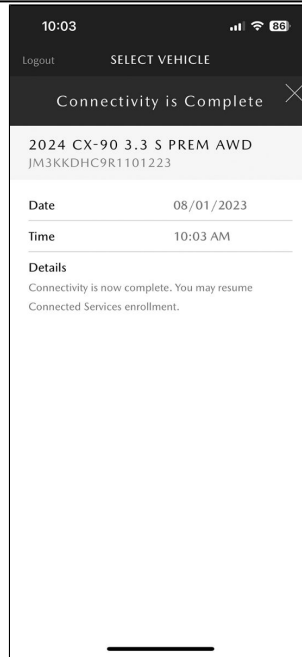 10:03
86
Logout SELECT VEHICLE
Connectivity is Complete
2024 CX-90 3.3 S PREM AWD
JM3KKDHC9R1101223
Date 08/01/2023
Time 10:03 AM
Details
Connectivity is now complete. You may resume
Connected Services enrollment.